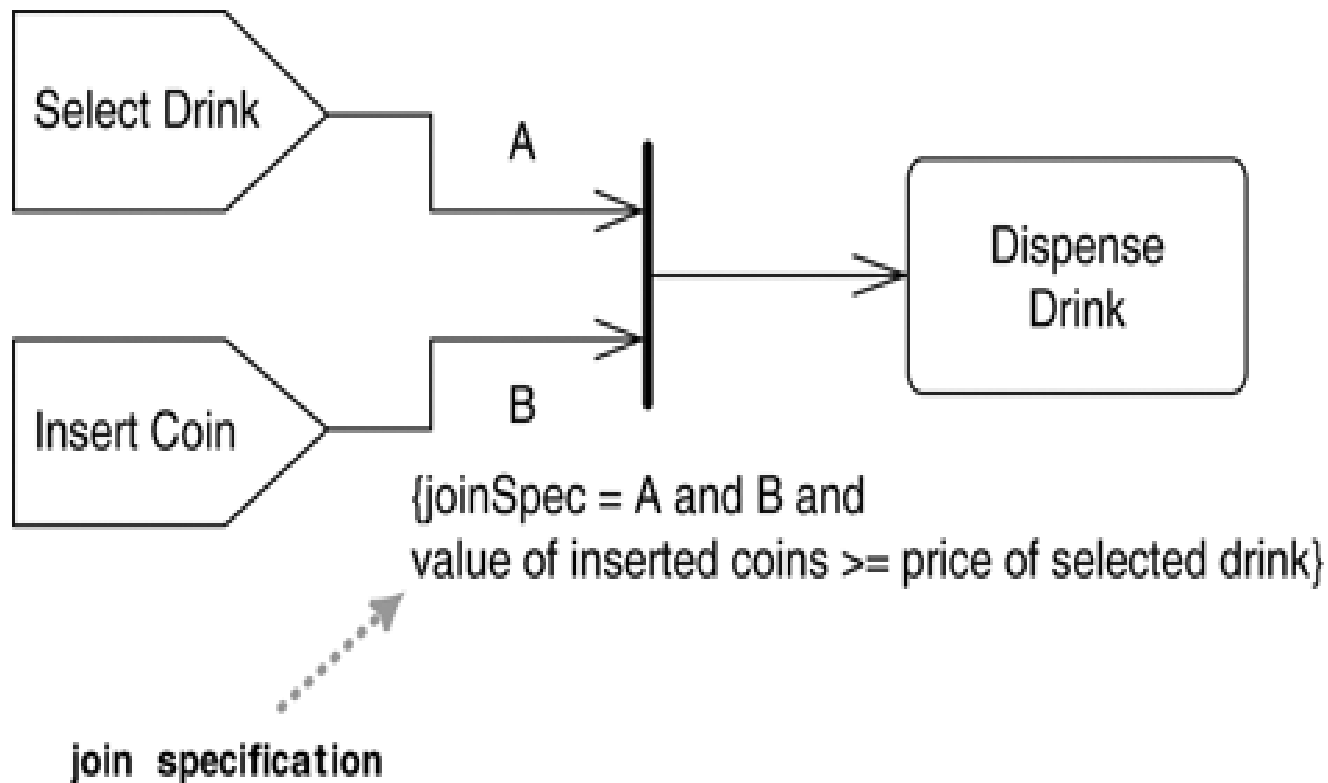 Select Drink
A
Dispense
Drink
Insert Coin
B
{joinSpec = A and B and
value of inserted coins >= price of selected drink}
join specification